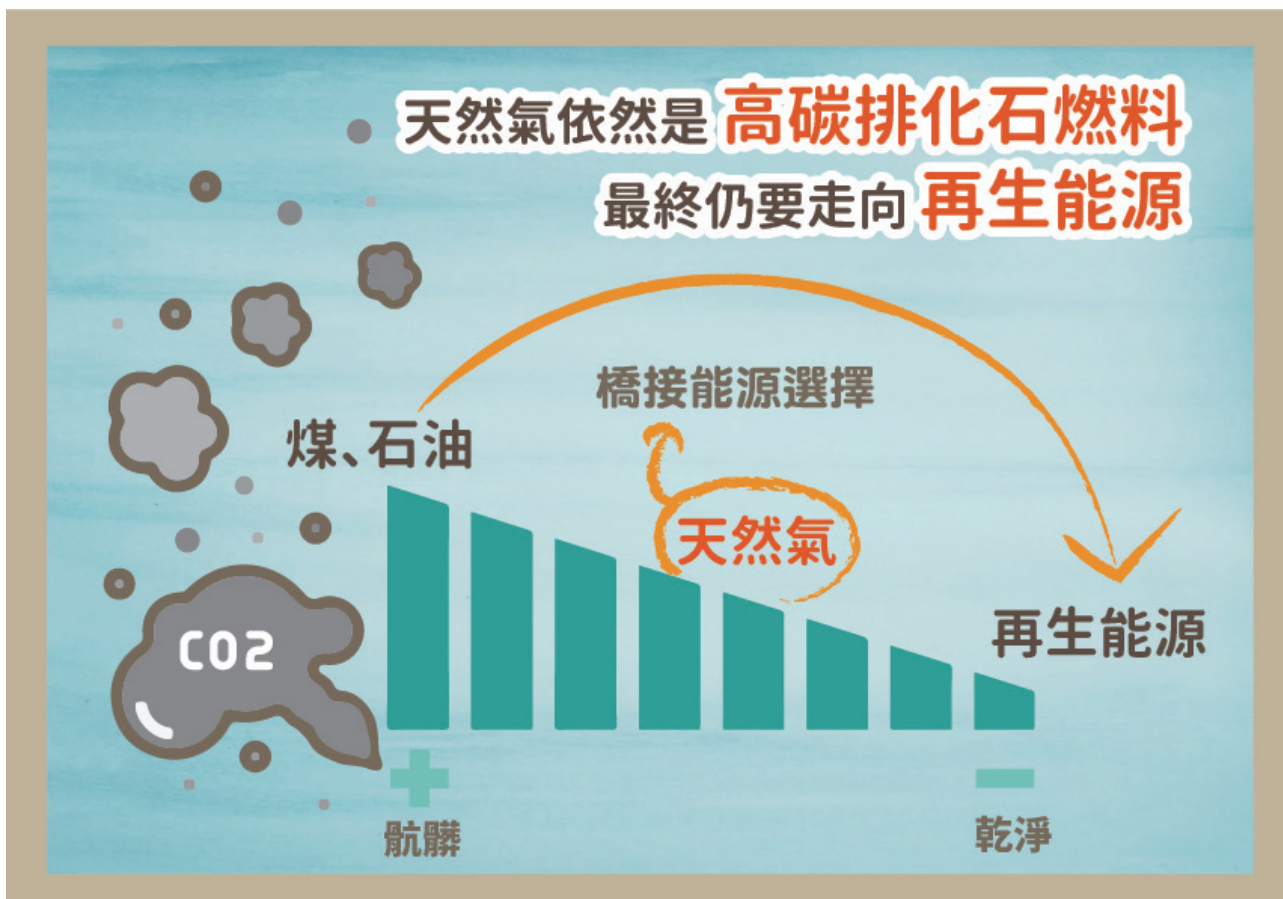 天然氣依然是 高碳排化石燃料
最終仍要走向 再生能源
橋接能源選擇
煤、石油
天然氣
再生能源
CO2
骯髒
乾淨